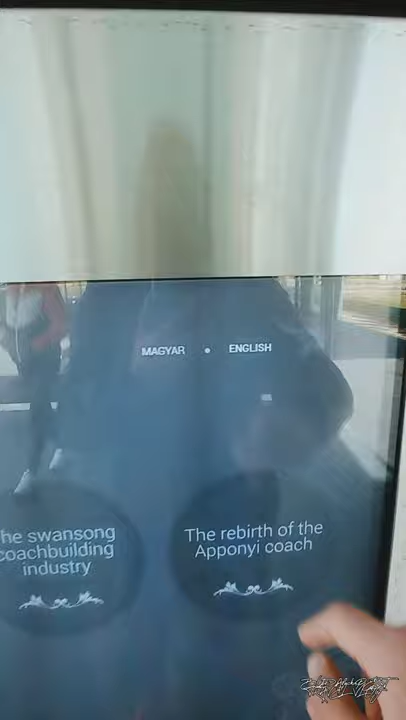 MAGYAR • ENGLISH
he swansong
coachbuilding
industry
The rebirth of the
Apponyi coach